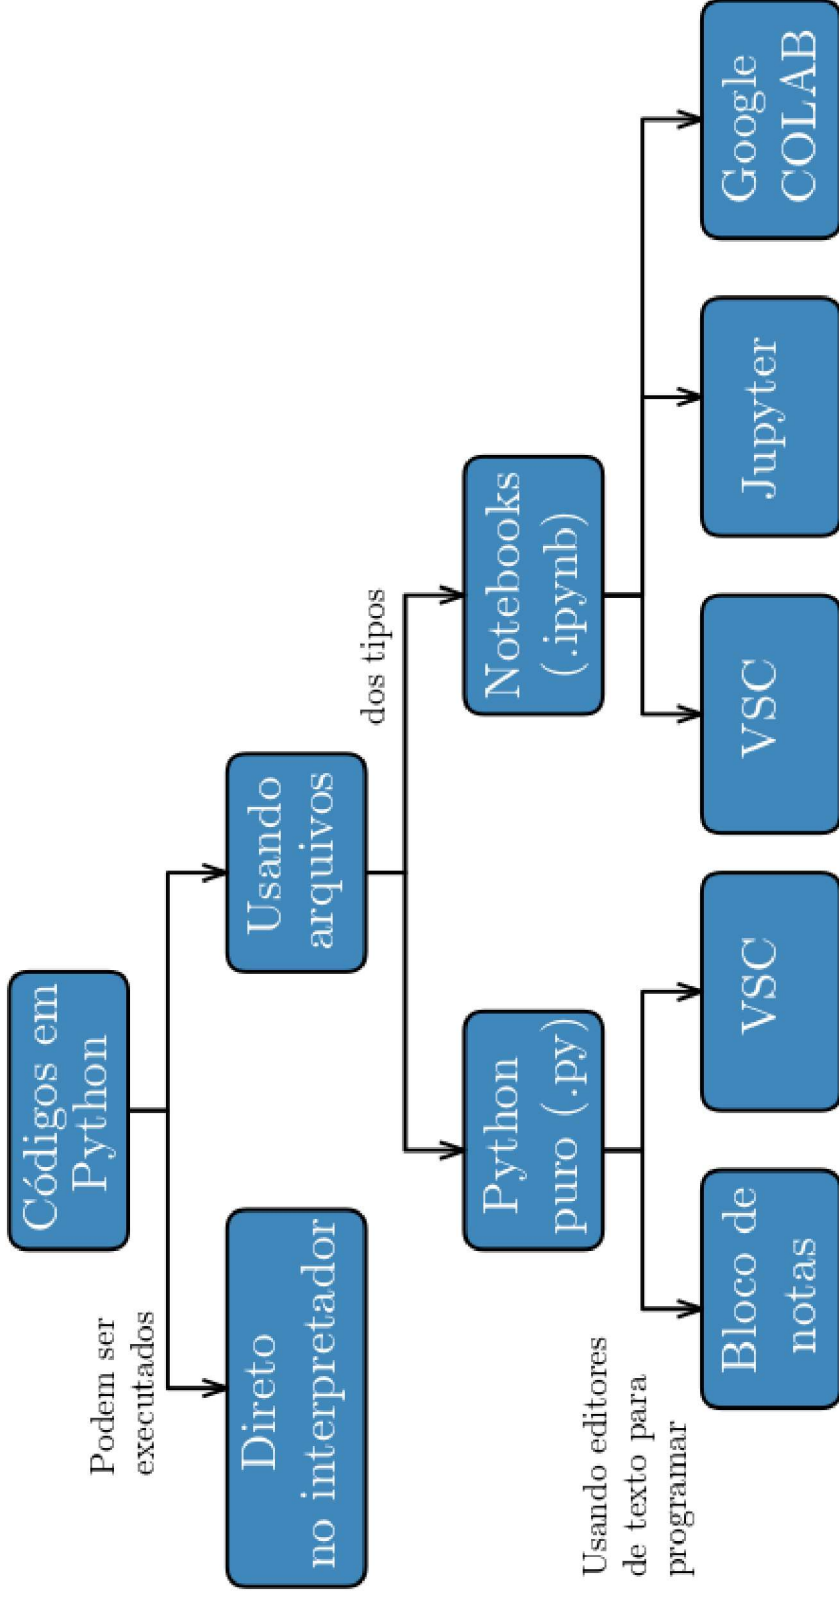 Códigos em
Python
Podem ser
executados
Direto
no interpretador
Usando
arquivos
dos tipos
Python
puro (.py)
Notebooks
(.ipynb)
Usando editores
de texto para
programar
Bloco de
notas
VSC
VSC
Jupyter
Google
COLAB